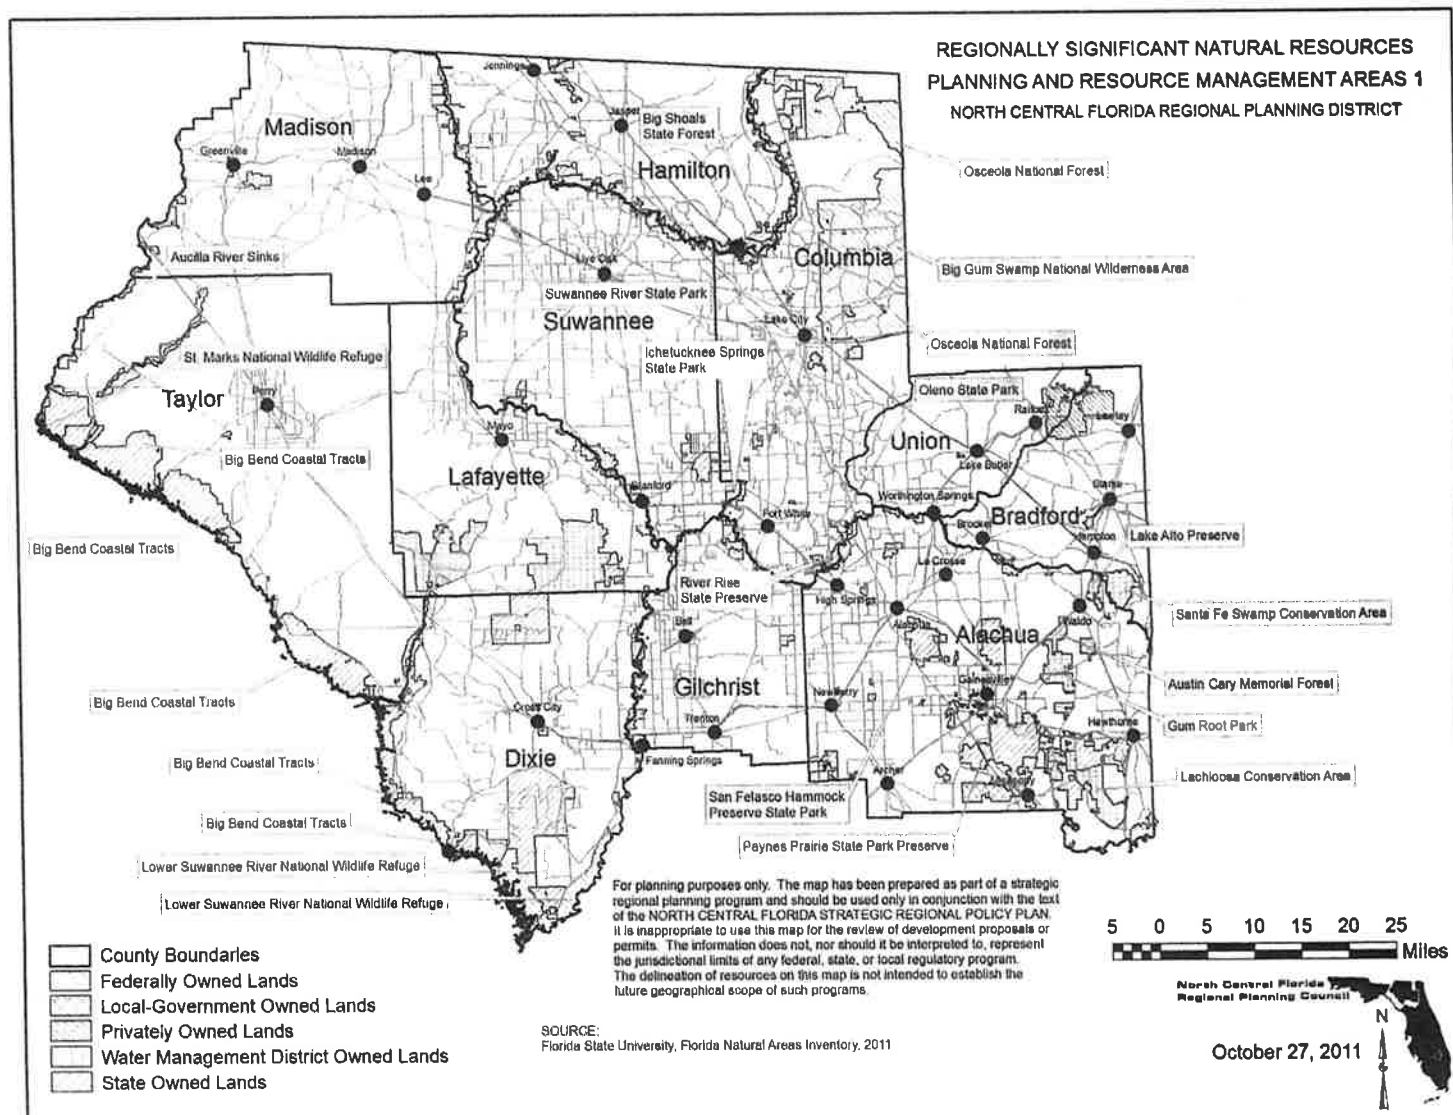 REGIONALLY SIGNIFICANT NATURAL RESOURCES
PLANNING AND RESOURCE MANAGEMENT AREAS 1
NORTH CENTRAL FLORIDA REGIONAL PLANNING DISTRICT
Jennings
Jasper
Big Shoals
State Forest
Madison
Hamilton
Greenville
Madison
Lee
Osceola National Forest
Aucilla River Sinks
Live Oak
Columbia
Big Gum Swamp National Wilderness Area
Suwannee River State Park
Suwannee
Lake City
Osceola National Forest
St. Marks National Wildlife Refuge
Ichetucknee Springs
State Park
Taylor
Perry
Oleno State Park
Raiford
Lawtey
Mayo
Union
Big Bend Coastal Tracts
Lake Butler
Lafayette
Branford
Worthington Springs
Starke
Fort White
Bradford
Brooker
Hampton
Lake Alto Preserve
Big Bend Coastal Tracts
La Crosse
River Rise
State Preserve
High Springs
Alachua
Waldo
Santa Fe Swamp Conservation Area
Bell
Alachua
Gilchrist
Gainesville
Newberry
Austin Cary Memorial Forest
Big Bend Coastal Tracts
Cross City
Trenton
Hawthorne
Gum Root Park
Dixie
Fanning Springs
Big Bend Coastal Tracts
Archer
Micanopy
Lachloosa Conservation Area
San Felasco Hammock
Preserve State Park
Big Bend Coastal Tracts
Paynes Prairie State Park Preserve
Lower Suwannee River National Wildlife Refuge
Lower Suwannee River National Wildlife Refuge
For planning purposes only. The map has been prepared as part of a strategic
regional planning program and should be used only in conjunction with the text
of the NORTH CENTRAL FLORIDA STRATEGIC REGIONAL POLICY PLAN.
It is inappropriate to use this map for the review of development proposals or
permits. The information does not, nor should it be interpreted to, represent
the jurisdictional limits of any federal, state, or local regulatory program.
The delineation of resources on this map is not intended to establish the
future geographical scope of such programs.
SOURCE:
Florida State University, Florida Natural Areas Inventory, 2011
County Boundaries
Federally Owned Lands
Local-Government Owned Lands
Privately Owned Lands
Water Management District Owned Lands
State Owned Lands
5 0 5 10 15 20 25
Miles
North Central Florida
Regional Planning Council
N
October 27, 2011